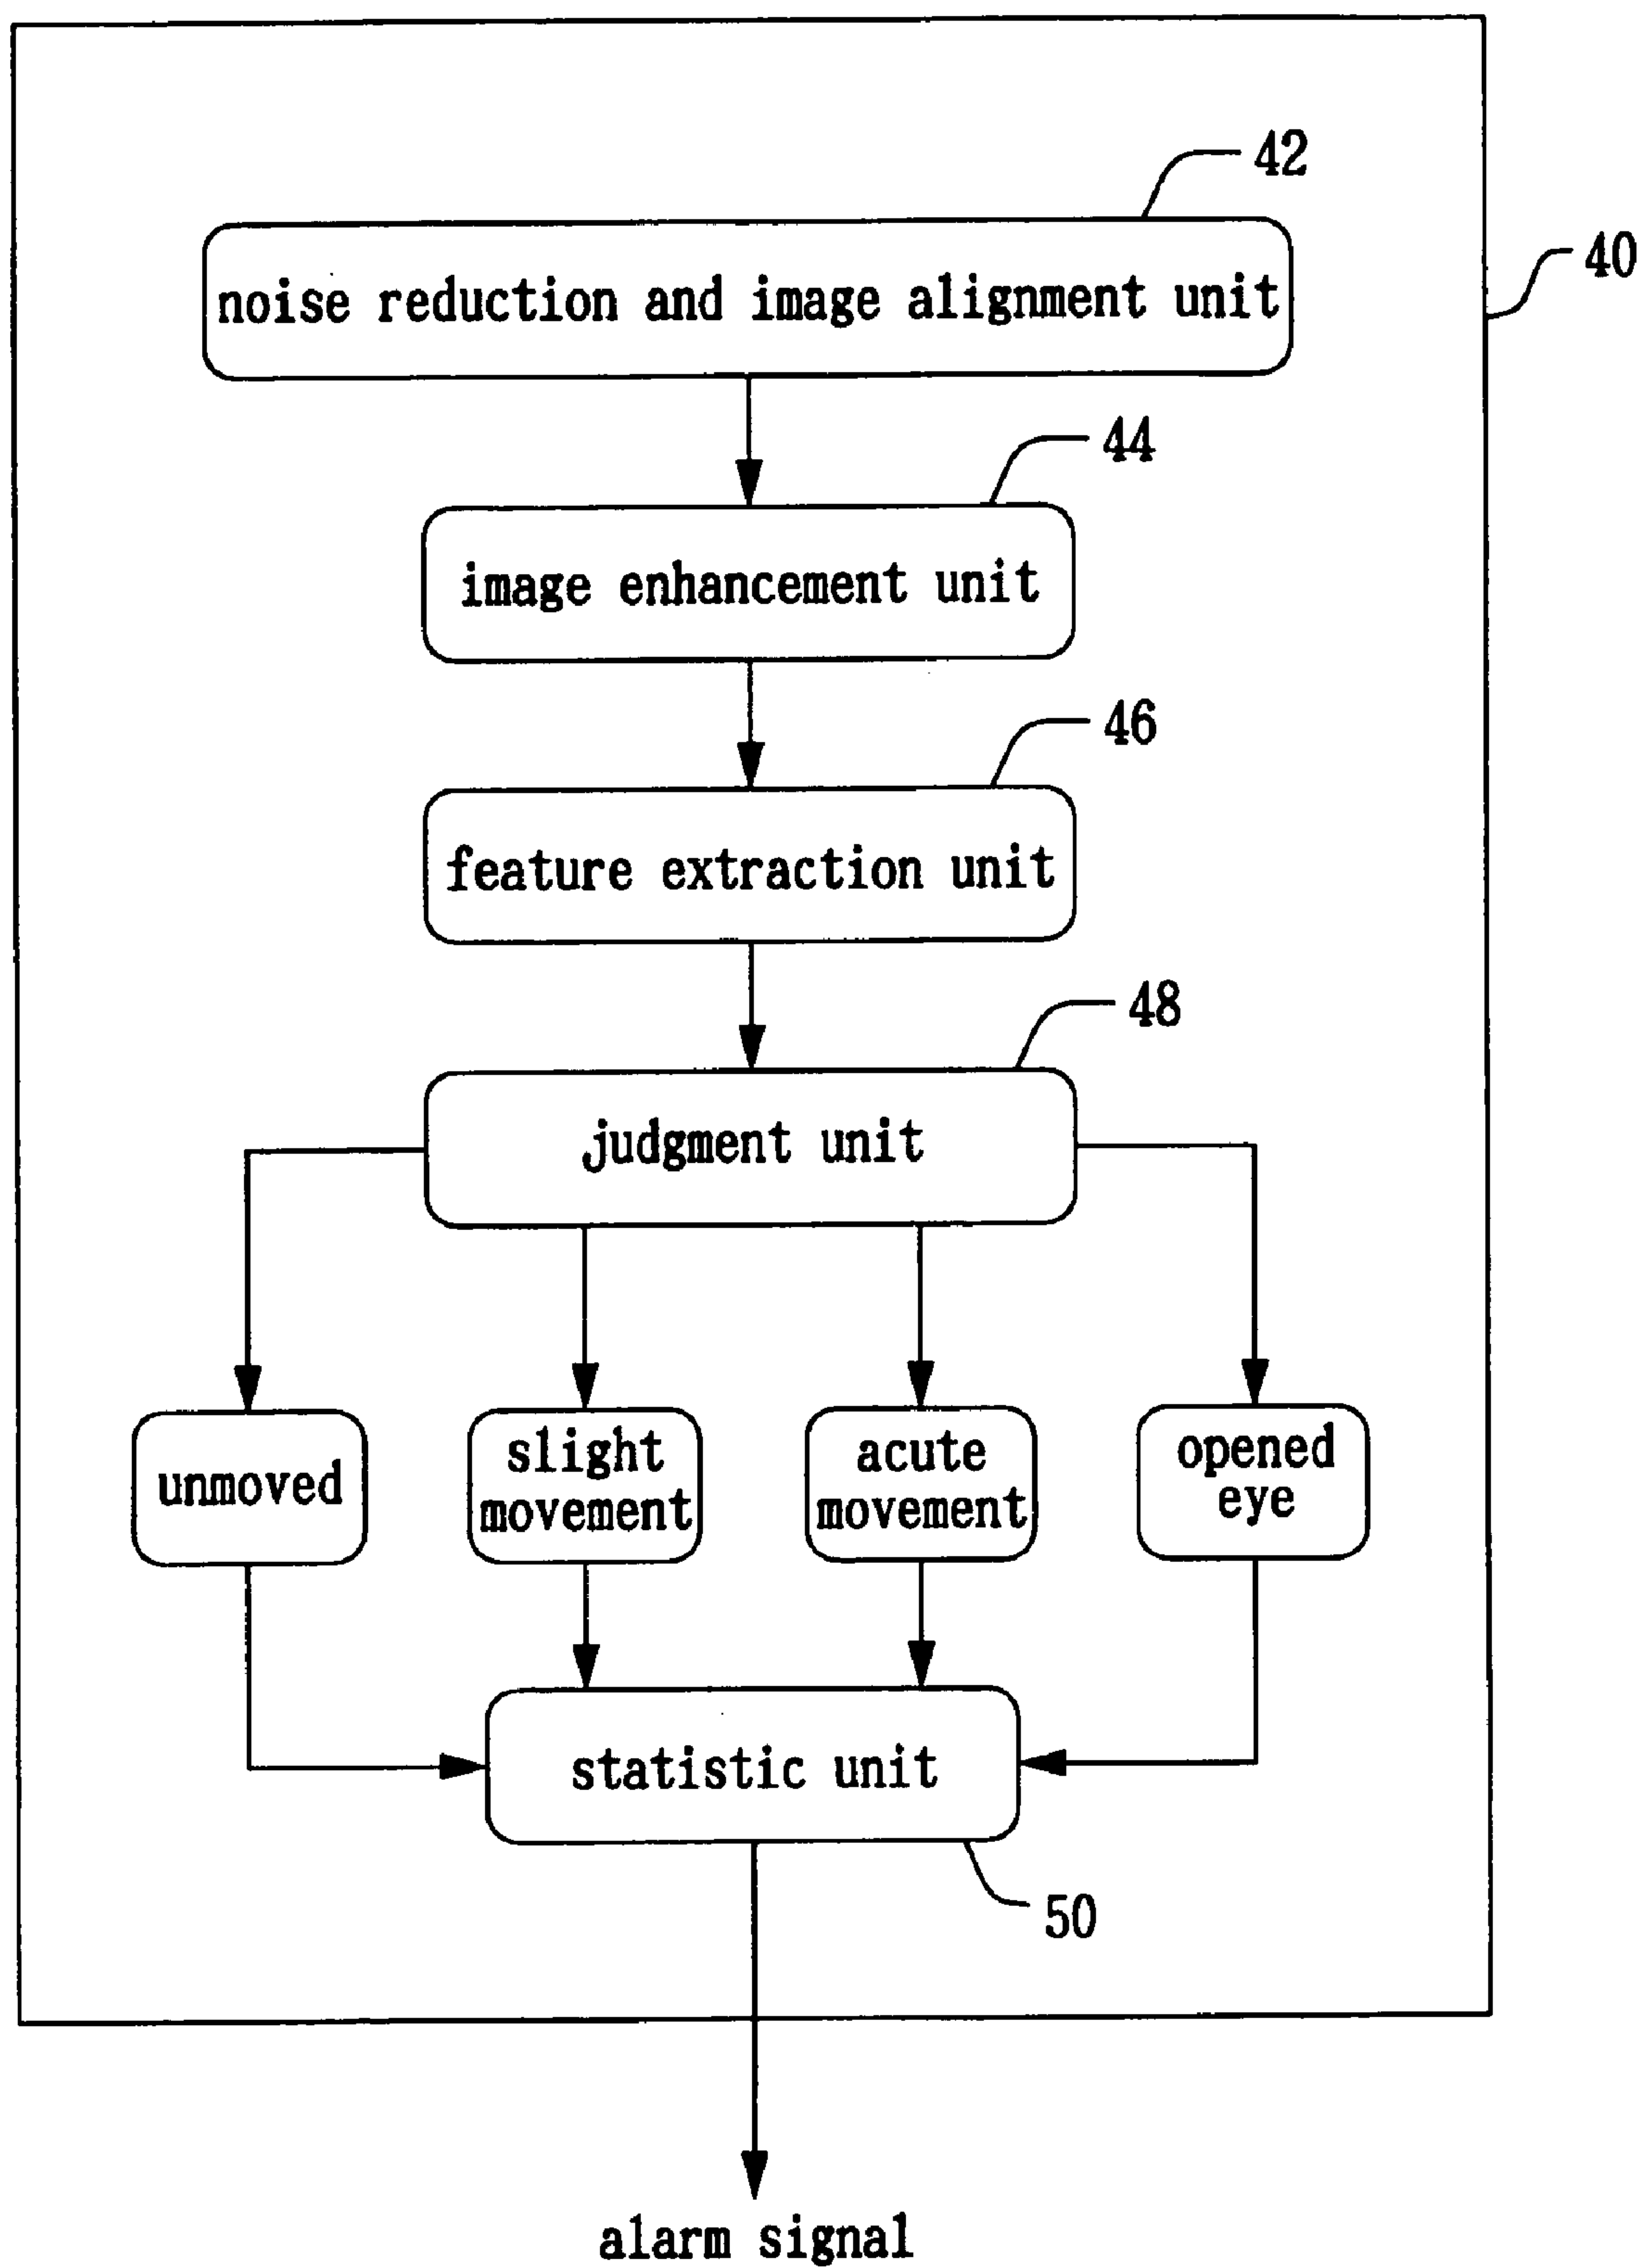 42
40
noise reduction and image alignment unit
44
image enhancement unit
46
feature extraction unit
48
judgment unit
unmoved
slight
movement
acute
movement
opened
eye
statistic unit
50
alarm signal